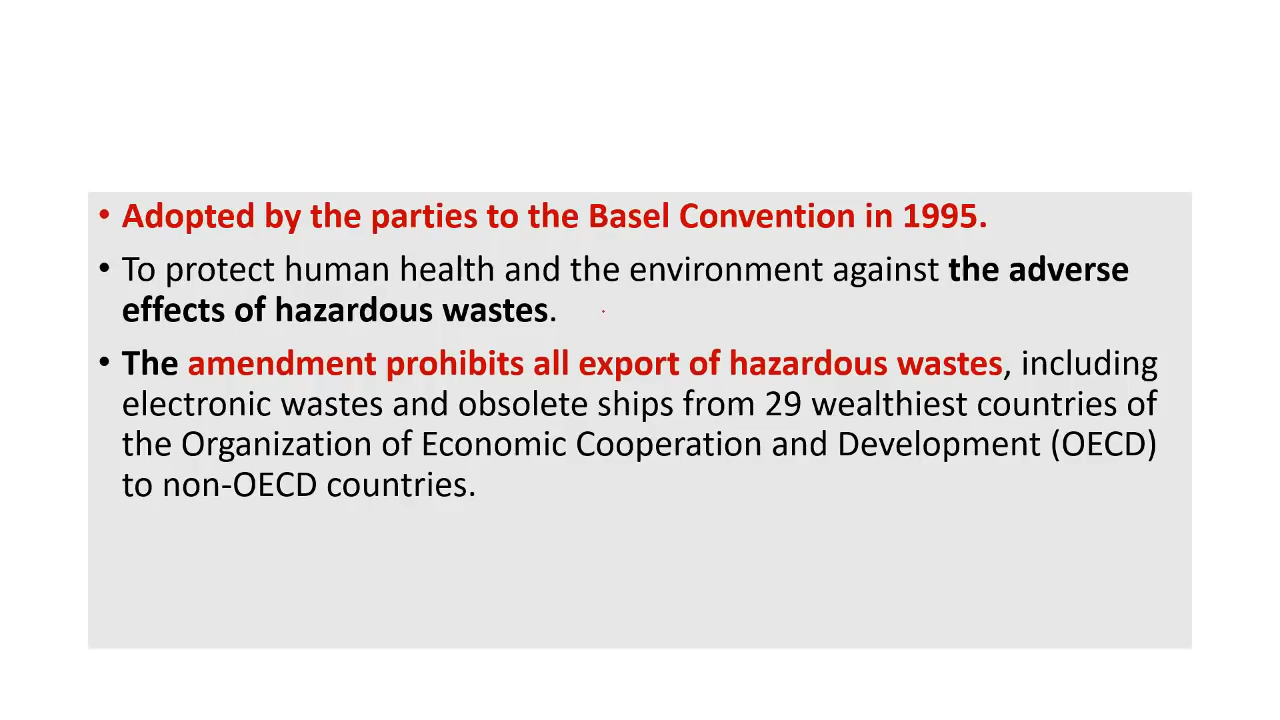 • Adopted by the parties to the Basel Convention in 1995.
• To protect human health and the environment against the adverse
effects of hazardous wastes.
• The amendment prohibits all export of hazardous wastes, including
electronic wastes and obsolete ships from 29 wealthiest countries of
the Organization of Economic Cooperation and Development (OECD)
to non-OECD countries.